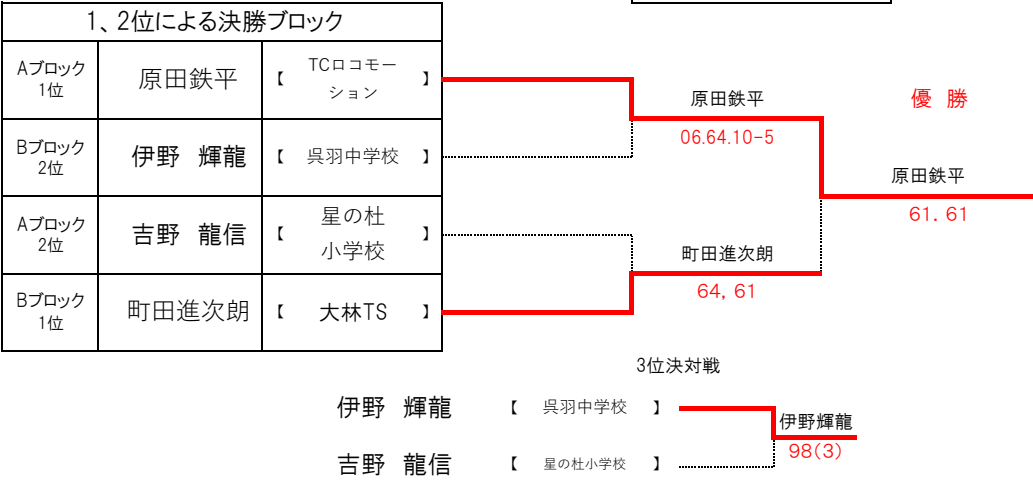 1、2位による決勝ブロック
Aブロック
1位
原田鉄平
【 TCロコモー
ション 】
Bブロック
2位
伊野　輝龍
【 呉羽中学校 】
Aブロック
2位
吉野　龍信
【 星の杜
小学校 】
Bブロック
1位
町田進次朗
【 大林TS 】
原田鉄平
06.64.10-5
町田進次朗
64, 61
優 勝
原田鉄平
61. 61
3位決対戦
伊野　輝龍 【 呉羽中学校 】
吉野　龍信 【 星の杜小学校 】
伊野輝龍
98(3)